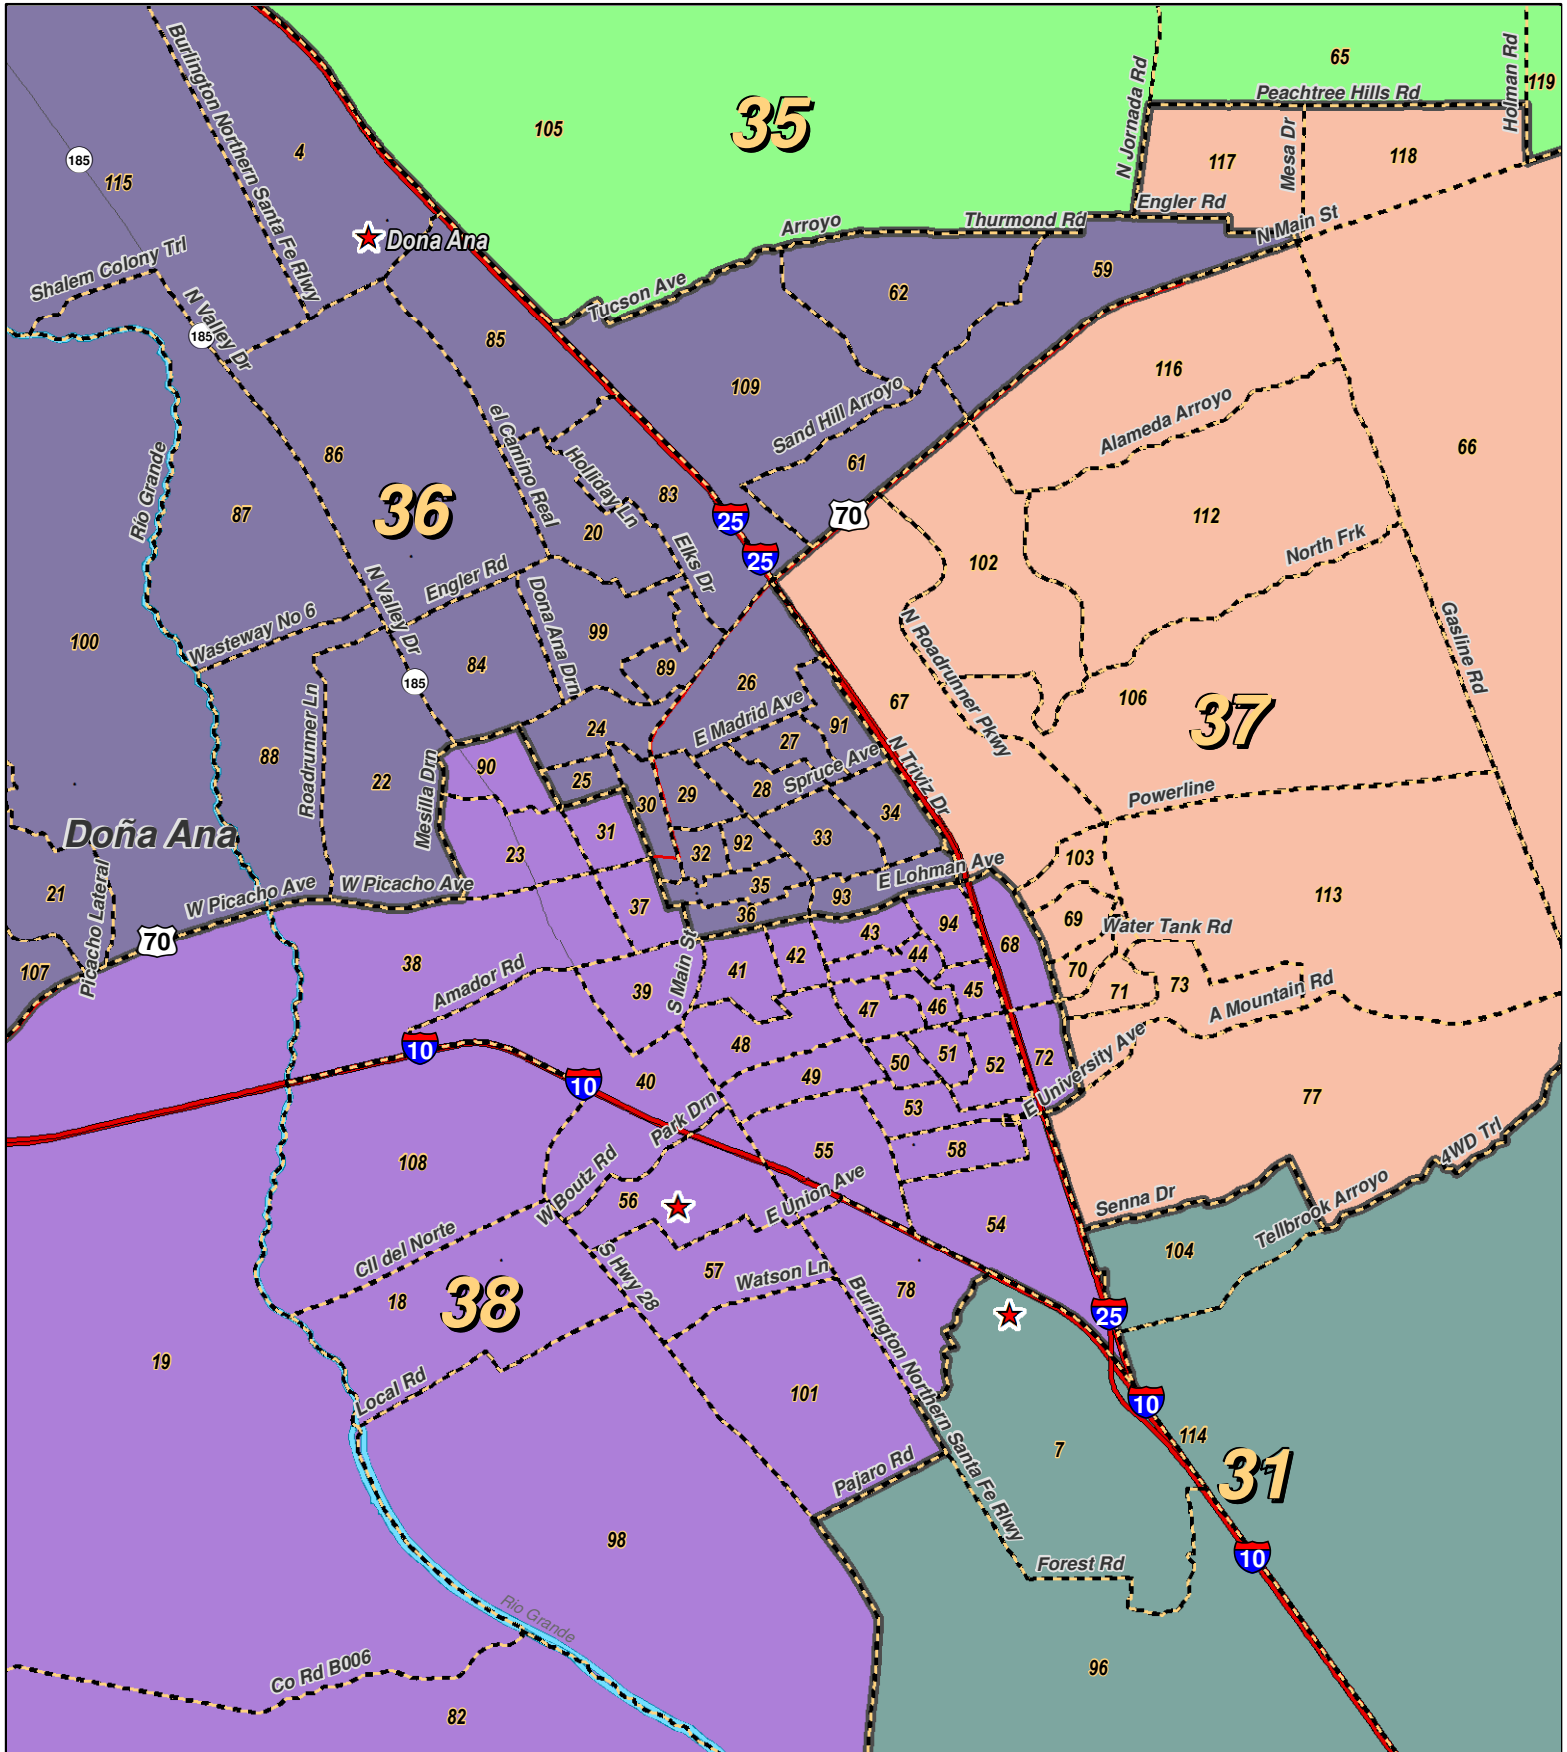 65
Holman Rd
119
Peachtree Hills Rd
Burlington Northern Santa Fe Rlwy
105
35
N Jornada Rd
117
Mesa Dr
118
4
185
115
Engler Rd
Thurmond Rd
Arroyo
N Main St
Dona Ana
Shalem Colony Trl
N Valley Dr
185
Tucson Ave
62
59
85
109
116
Sand Hill Arroyo
Alameda Arroyo
66
Rio Grande
86
el Camino Real
Holliday Ln
61
87
36
83
25
70
112
20
25
North Frk
Elks Dr
102
N Valley Dr
Engler Rd
Dona Ana Drn
Wasteway No 6
100
99
N Roadrunner Pkwy
Gasline Rd
185
84
89
26
67
106
37
Roadrunner Ln
24
E Madrid Ave
27
91
N Triviz Dr
88
22
Mesilla Drn
90
25
30
29
28
Spruce Ave
34
Powerline
Doña Ana
23
31
32
92
33
103
21
Picacho Lateral
W Picacho Ave
W Picacho Ave
37
35
36
93
E Lohman Ave
113
70
107
38
Amador Rd
39
S Main St
41
42
43
44
94
68
69
Water Tank Rd
70
71
73
A Mountain Rd
45
46
47
10
48
10
40
49
50
51
52
72
E University Ave
77
53
Park Drn
108
W Boutz Rd
55
58
4WD Trl
56
E Union Ave
54
Senna Dr
Tellbrook Arroyo
104
Cll del Norte
S Hwy 28
57
Watson Ln
78
18
38
25
19
Local Rd
101
Burlington Northern Santa Fe Rlwy
10
7
114
31
Pajaro Rd
98
Forest Rd
10
Rio Grande
Co Rd B006
82
96